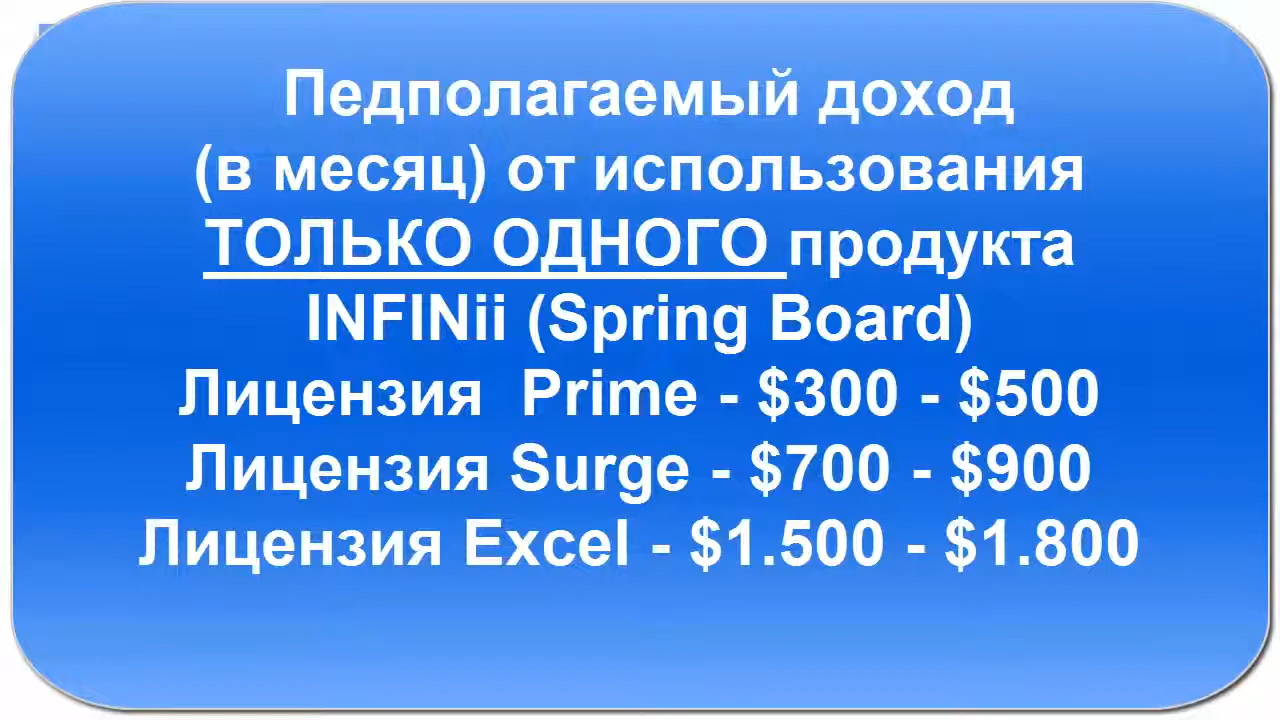 Педполагаемый доход
(в месяц) от использования
ТОЛЬКО ОДНОГО продукта
INFINii (Spring Board)
Лицензия Prime - $300 - $500
Лицензия Surge - $700 - $900
Лицензия Excel - $1.500 - $1.800